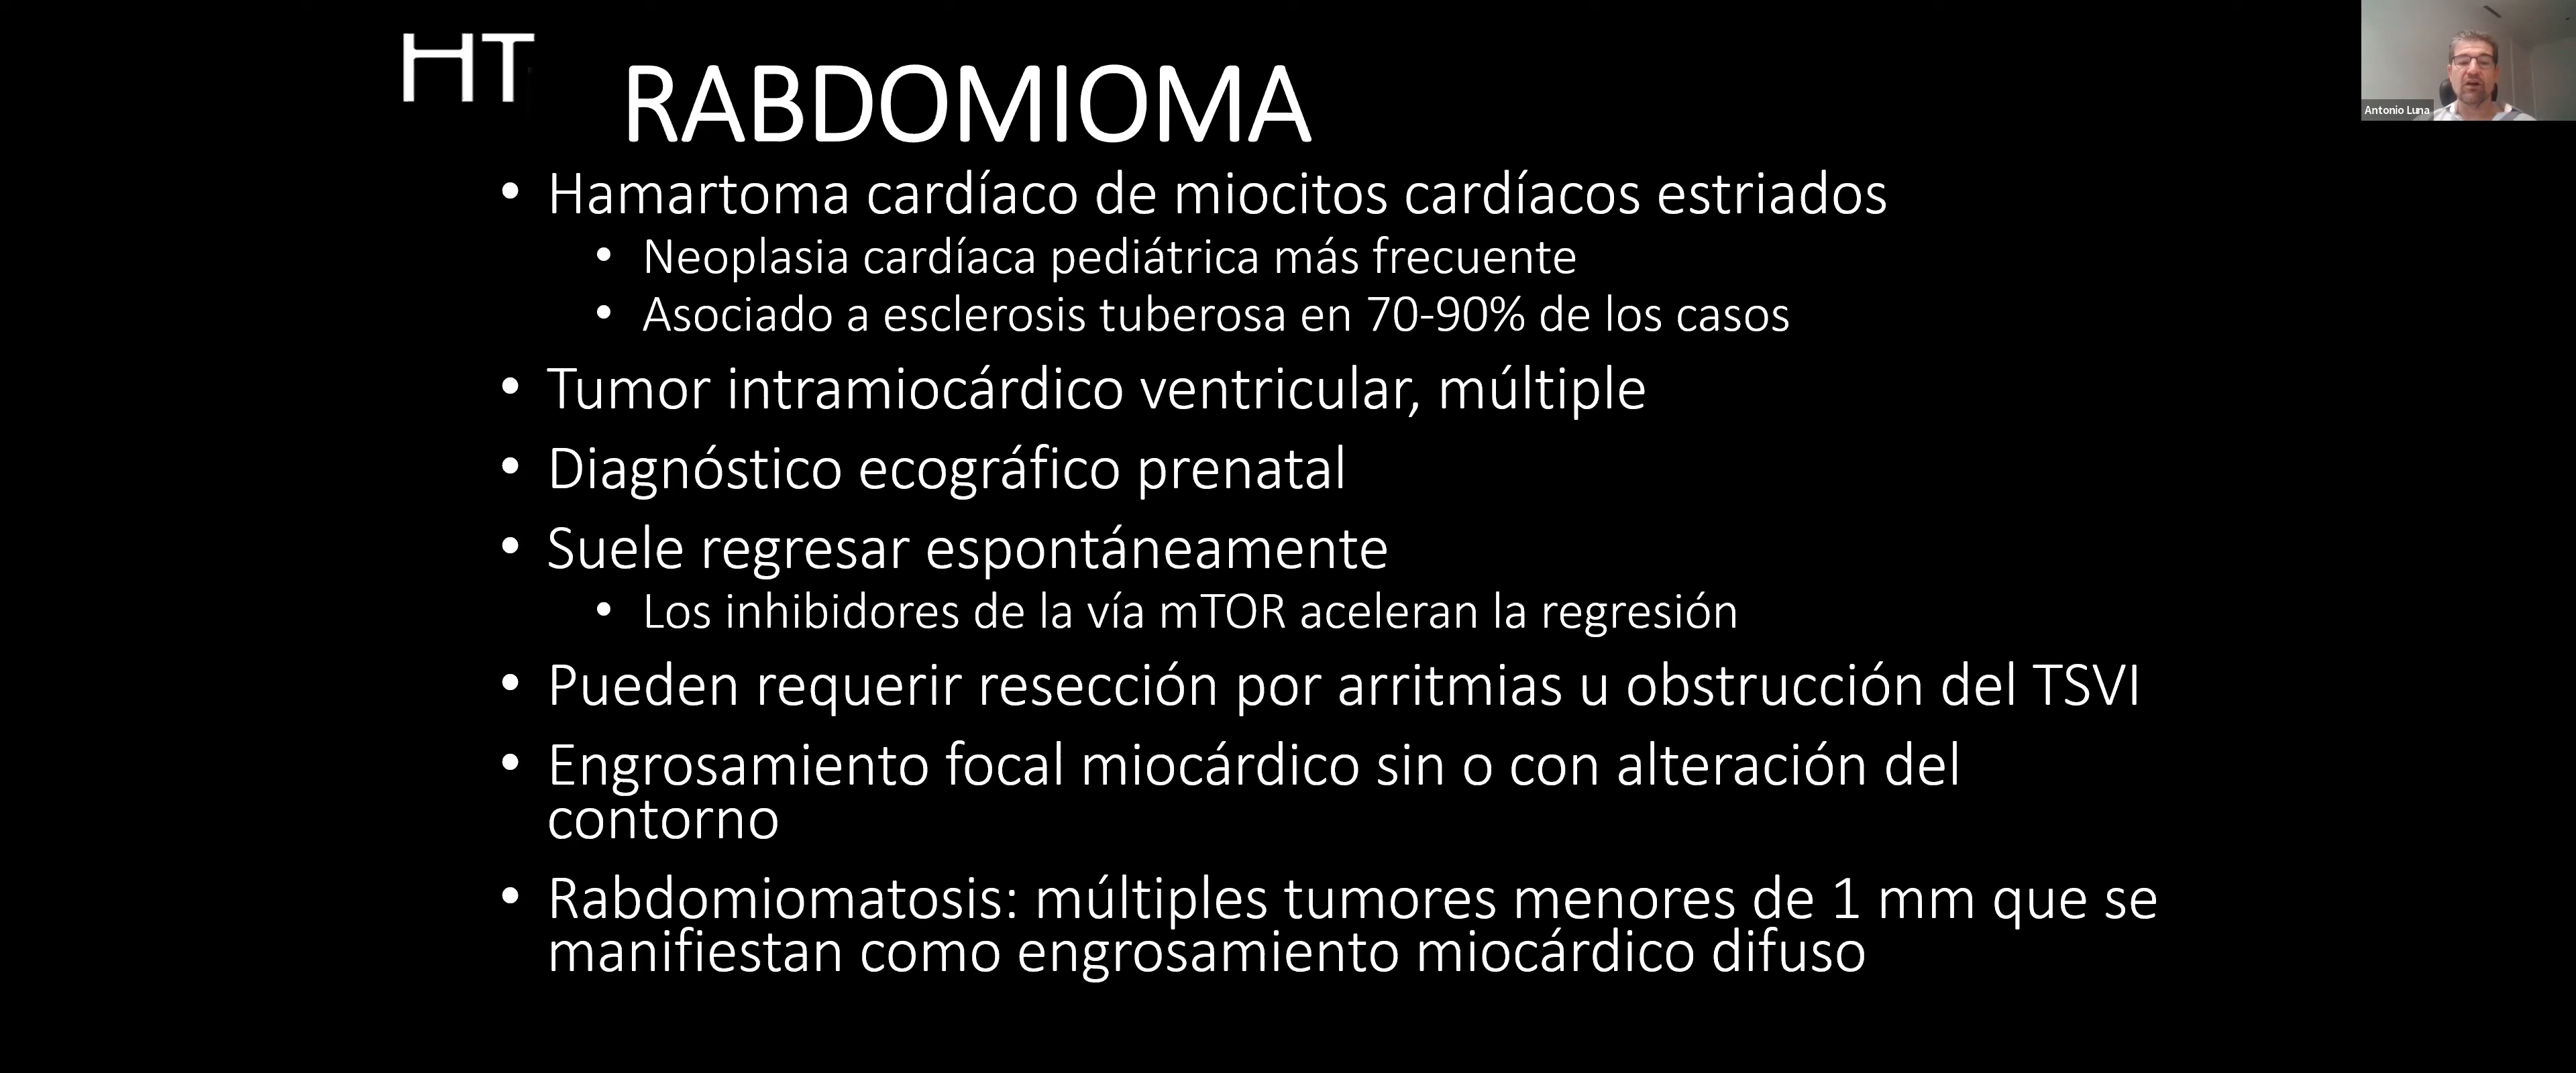 HT
RABDOMIOMA
Antonio Luna
• Hamartoma cardíaco de miocitos cardíacos estriados
• Neoplasia cardíaca pediátrica más frecuente
• Asociado a esclerosis tuberosa en 70-90% de los casos
• Tumor intramiocárdico ventricular, múltiple
• Diagnóstico ecográfico prenatal
• Suele regresar espontáneamente
• Los inhibidores de la vía mTOR aceleran la regresión
• Pueden requerir resección por arritmias u obstrucción del TSVI
• Engrosamiento focal miocárdico sin o con alteración del
contorno
• Rabdomiomatosis: múltiples tumores menores de 1 mm que se
manifiestan como engrosamiento miocárdico difuso